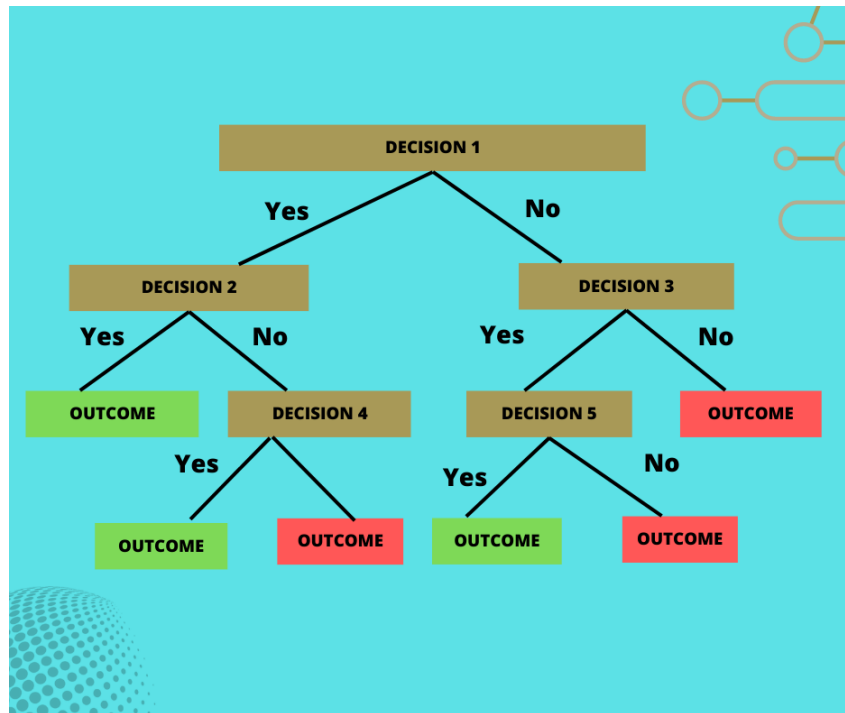 DECISION 1
Yes
No
DECISION 2
DECISION 3
Yes
No
Yes
No
OUTCOME
DECISION 4
DECISION 5
OUTCOME
Yes
Yes
No
OUTCOME
OUTCOME
OUTCOME
OUTCOME